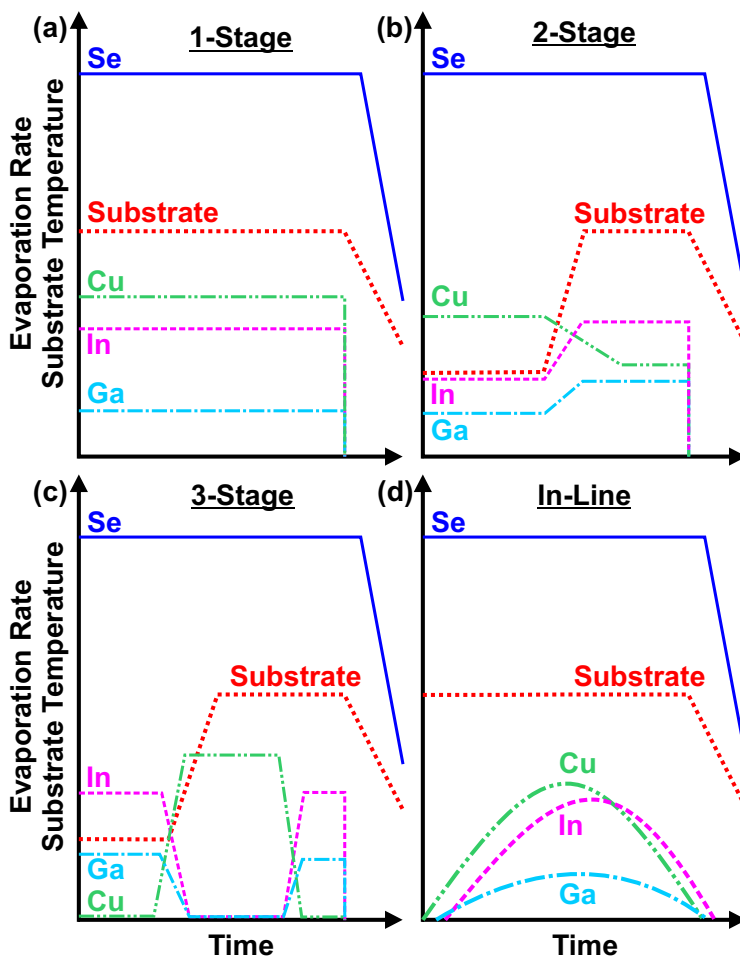 (a)
1-Stage
Se
Substrate
Cu
In
Ga
(b)
2-Stage
Se
Substrate
Cu
In
Ga
Evaporation Rate
Substrate Temperature
(c)
3-Stage
Se
Substrate
In
Ga
Cu
(d)
In-Line
Se
Substrate
Cu
In
Ga
Evaporation Rate
Substrate Temperature
Time
Time